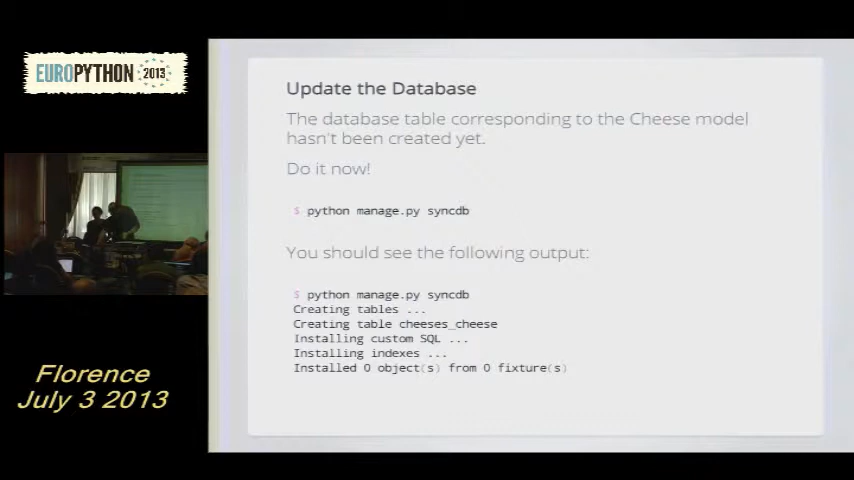 EUROPYTHON 2013
Florence
July 3 2013
Update the Database
The database table corresponding to the Cheese model
hasn't been created yet.
Do it now!
$ python manage.py syncdb
You should see the following output:
$ python manage.py syncdb
Creating tables ...
Creating table cheeses_cheese
Installing custom SQL ...
Installing indexes ...
Installed 0 object(s) from 0 fixture(s)